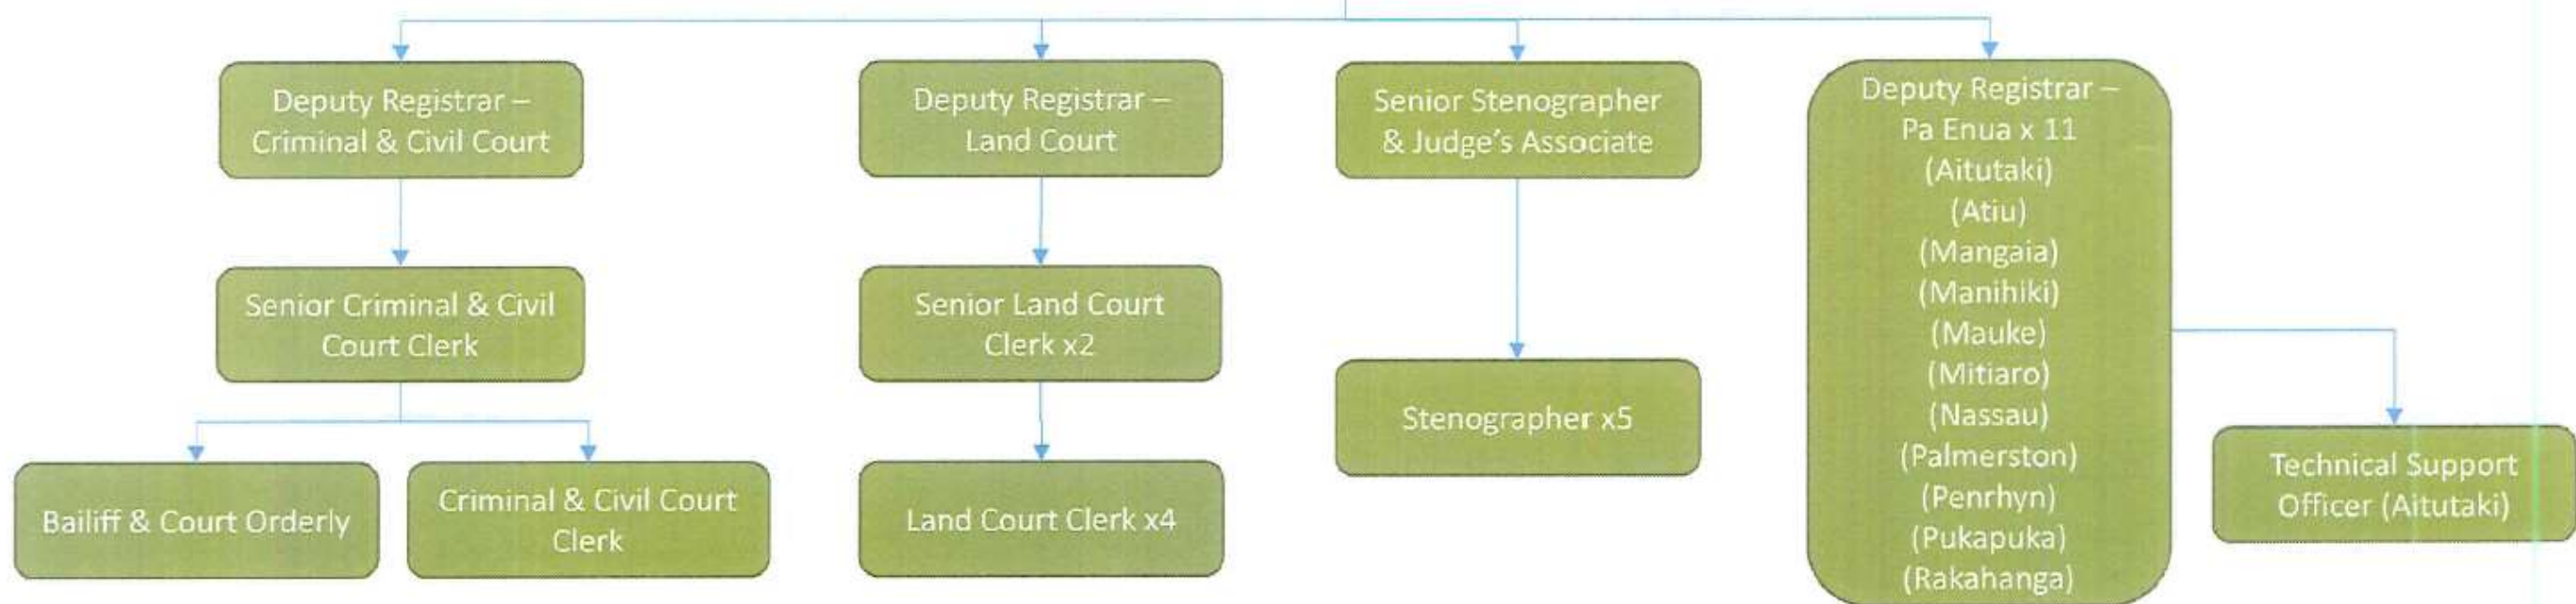 Deputy Registrar –
Criminal & Civil Court
Deputy Registrar –
Land Court
Senior Stenographer
& Judge's Associate
Deputy Registrar –
Pa Enua x 11
(Aitutaki)
(Atiu)
(Mangaia)
(Manihiki)
(Mauke)
(Mitiaro)
(Nassau)
(Palmerston)
(Penrhyn)
(Pukapuka)
(Rakahanga)
Senior Criminal & Civil
Court Clerk
Senior Land Court
Clerk x2
Stenographer x5
Technical Support
Officer (Aitutaki)
Bailiff & Court Orderly
Criminal & Civil Court
Clerk
Land Court Clerk x4